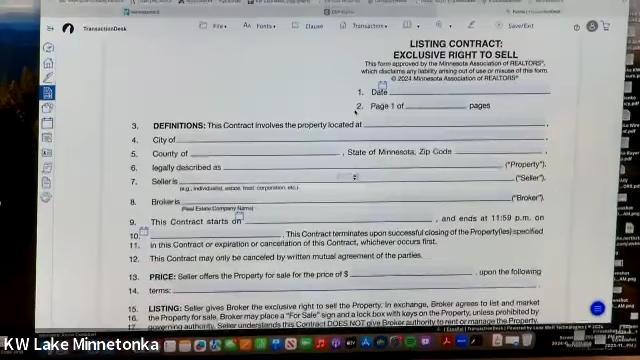 TransactionDesk
File
Fonts
Clause
Transaction
Save/Exit
LISTING CONTRACT:
EXCLUSIVE RIGHT TO SELL
This form approved by the Minnesota Association of REALTORS®,
which disclaims any liability arising out of use or misuse of this form.
© 2024 Minnesota Association of REALTORS®
1. Date
2. Page 1 of pages
3. DEFINITIONS: This Contract involves the property located at
4. City of
5. County of , State of Minnesota, Zip Code
6. legally described as ("Property").
7. Seller is ("Seller").
(e.g., individual(s), estate, trust, corporation, etc.)
8. Broker is ("Broker")
(Real Estate Company Name)
9. This Contract starts on , and ends at 11:59 p.m. on
10. . This Contract terminates upon successful closing of the Property(ies) specified
11. in this Contract or expiration or cancellation of this Contract, whichever occurs first.
12. This Contract may only be canceled by written mutual agreement of the parties.
13. PRICE: Seller offers the Property for sale for the price of $ , upon the following
14. terms:
15. LISTING: Seller gives Broker the exclusive right to sell the Property. In exchange, Broker agrees to list and market
16. the Property for sale. Broker may place a "For Sale" sign and a lock box with keys on the Property, unless prohibited by
17. governing authority. Seller understands this Contract DOES NOT give Broker authority to rent or manage the Property.
KW Lake Minnetonka